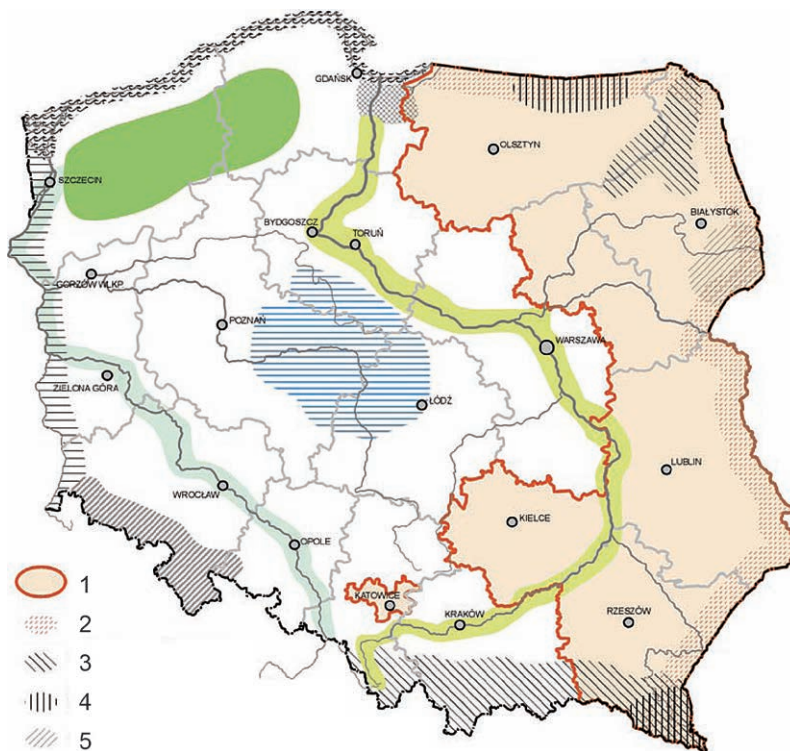 GDAŃSK
OLSZTYN
SZCZECIN
BIAŁYSTOK
BYDGOSZCZ
TORUŃ
GORZÓW WLKP.
POZNAŃ
WARSZAWA
ZIELONA GÓRA
ŁÓDŹ
LUBLIN
WROCŁAW
KIELCE
OPOLE
KATOWICE
KRAKÓW
RZESZÓW
1
2
3
4
5